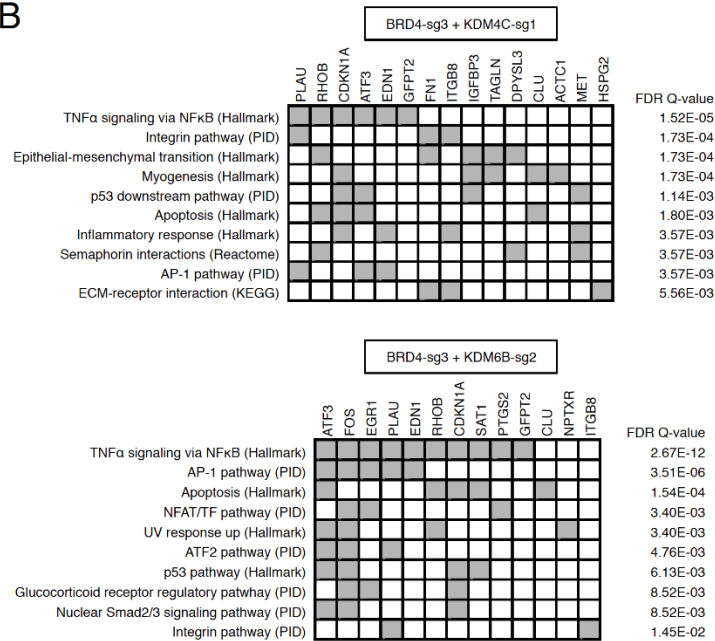 B
BRD4-sg3 + KDM4C-sg1
PLAU RHOB CDKN1A ATF3 EDN1 GFPT2 FN1 ITGB8 IGFBP3 TAGLN DPYSL3 CLU ACTC1 MET HSPG2 FDR Q-value
TNFα signaling via NFκB (Hallmark) 1.52E-05
Integrin pathway (PID) 1.73E-04
Epithelial-mesenchymal transition (Hallmark) 1.73E-04
Myogenesis (Hallmark) 1.73E-04
p53 downstream pathway (PID) 1.14E-03
Apoptosis (Hallmark) 1.80E-03
Inflammatory response (Hallmark) 3.57E-03
Semaphorin interactions (Reactome) 3.57E-03
AP-1 pathway (PID) 3.57E-03
ECM-receptor interaction (KEGG) 5.56E-03
BRD4-sg3 + KDM6B-sg2
ATF3 FOS EGR1 PLAU EDN1 RHOB CDKN1A SAT1 PTGS2 GFPT2 CLU NPTXR ITGB8 FDR Q-value
TNFα signaling via NFκB (Hallmark) 2.67E-12
AP-1 pathway (PID) 3.51E-06
Apoptosis (Hallmark) 1.54E-04
NFAT/TF pathway (PID) 3.40E-03
UV response up (Hallmark) 3.40E-03
ATF2 pathway (PID) 4.76E-03
p53 pathway (Hallmark) 6.13E-03
Glucocorticoid receptor regulatory patwhay (PID) 8.52E-03
Nuclear Smad2/3 signaling pathway (PID) 8.52E-03
Integrin pathway (PID) 1.45E-02